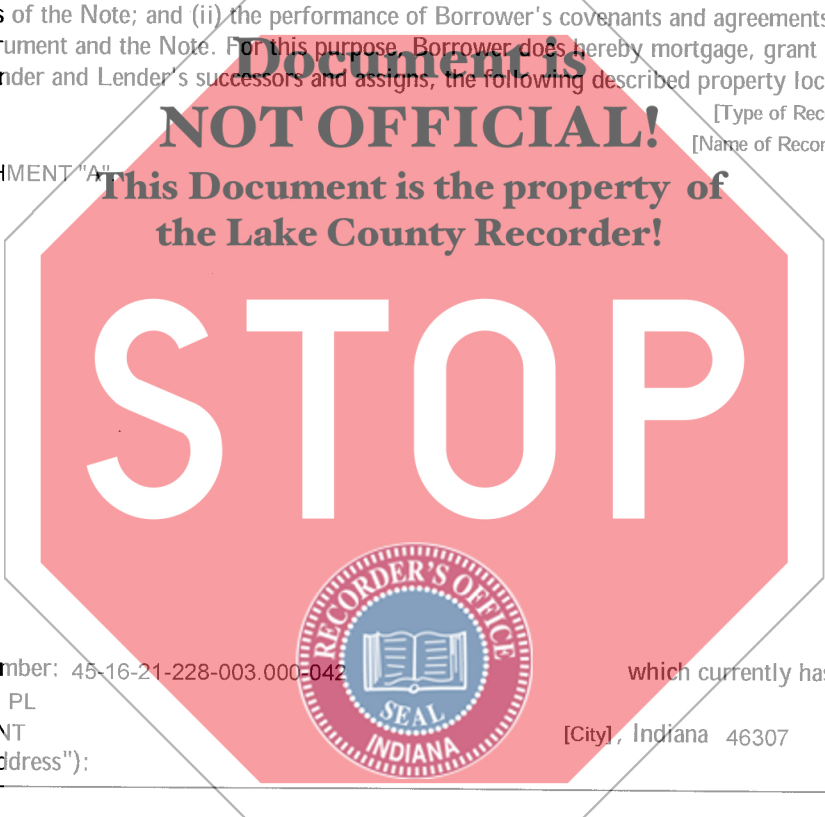 s of the Note; and (ii) the performance of Borrower's covenants and agreements
rument and the Note. For this purpose, Borrower does hereby mortgage, grant
nder and Lender's successors and assigns, the following described property loc
Document is
NOT OFFICIAL!
[Type of Rec
[Name of Recor
HMENT "A"
This Document is the property of
the Lake County Recorder!
STOP
RECORDER'S OFFICE
SEAL
INDIANA
mber: 45-16-21-228-003.000-042 which currently has
PL
NT [City], Indiana 46307
ddress"):